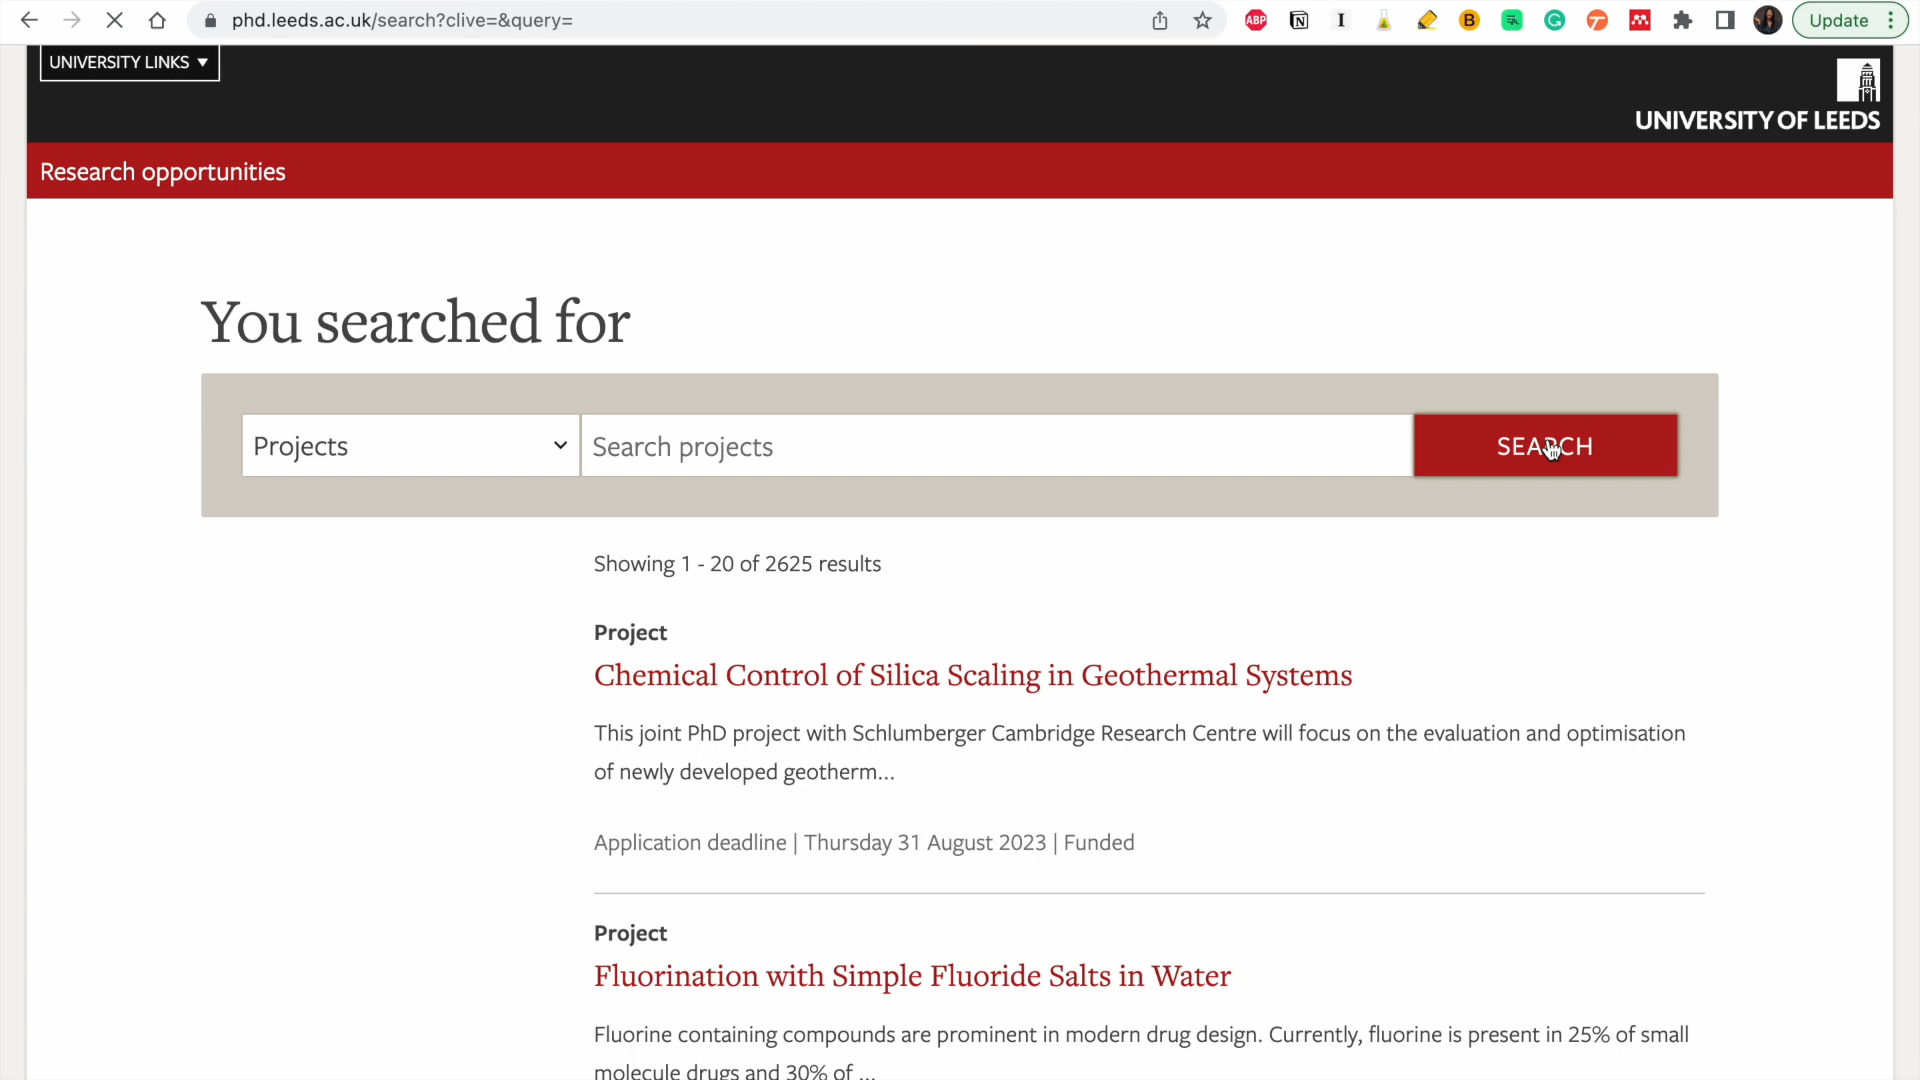 phd.leeds.ac.uk/search?clive=&query=
ABP
N
I
B
G
Update
UNIVERSITY LINKS ▼
UNIVERSITY OF LEEDS
Research opportunities
You searched for
Projects
Search projects
SEARCH
Showing 1 - 20 of 2625 results
Project
Chemical Control of Silica Scaling in Geothermal Systems
This joint PhD project with Schlumberger Cambridge Research Centre will focus on the evaluation and optimisation
of newly developed geotherm...
Application deadline | Thursday 31 August 2023 | Funded
Project
Fluorination with Simple Fluoride Salts in Water
Fluorine containing compounds are prominent in modern drug design. Currently, fluorine is present in 25% of small
molecule drugs and 30% of ...